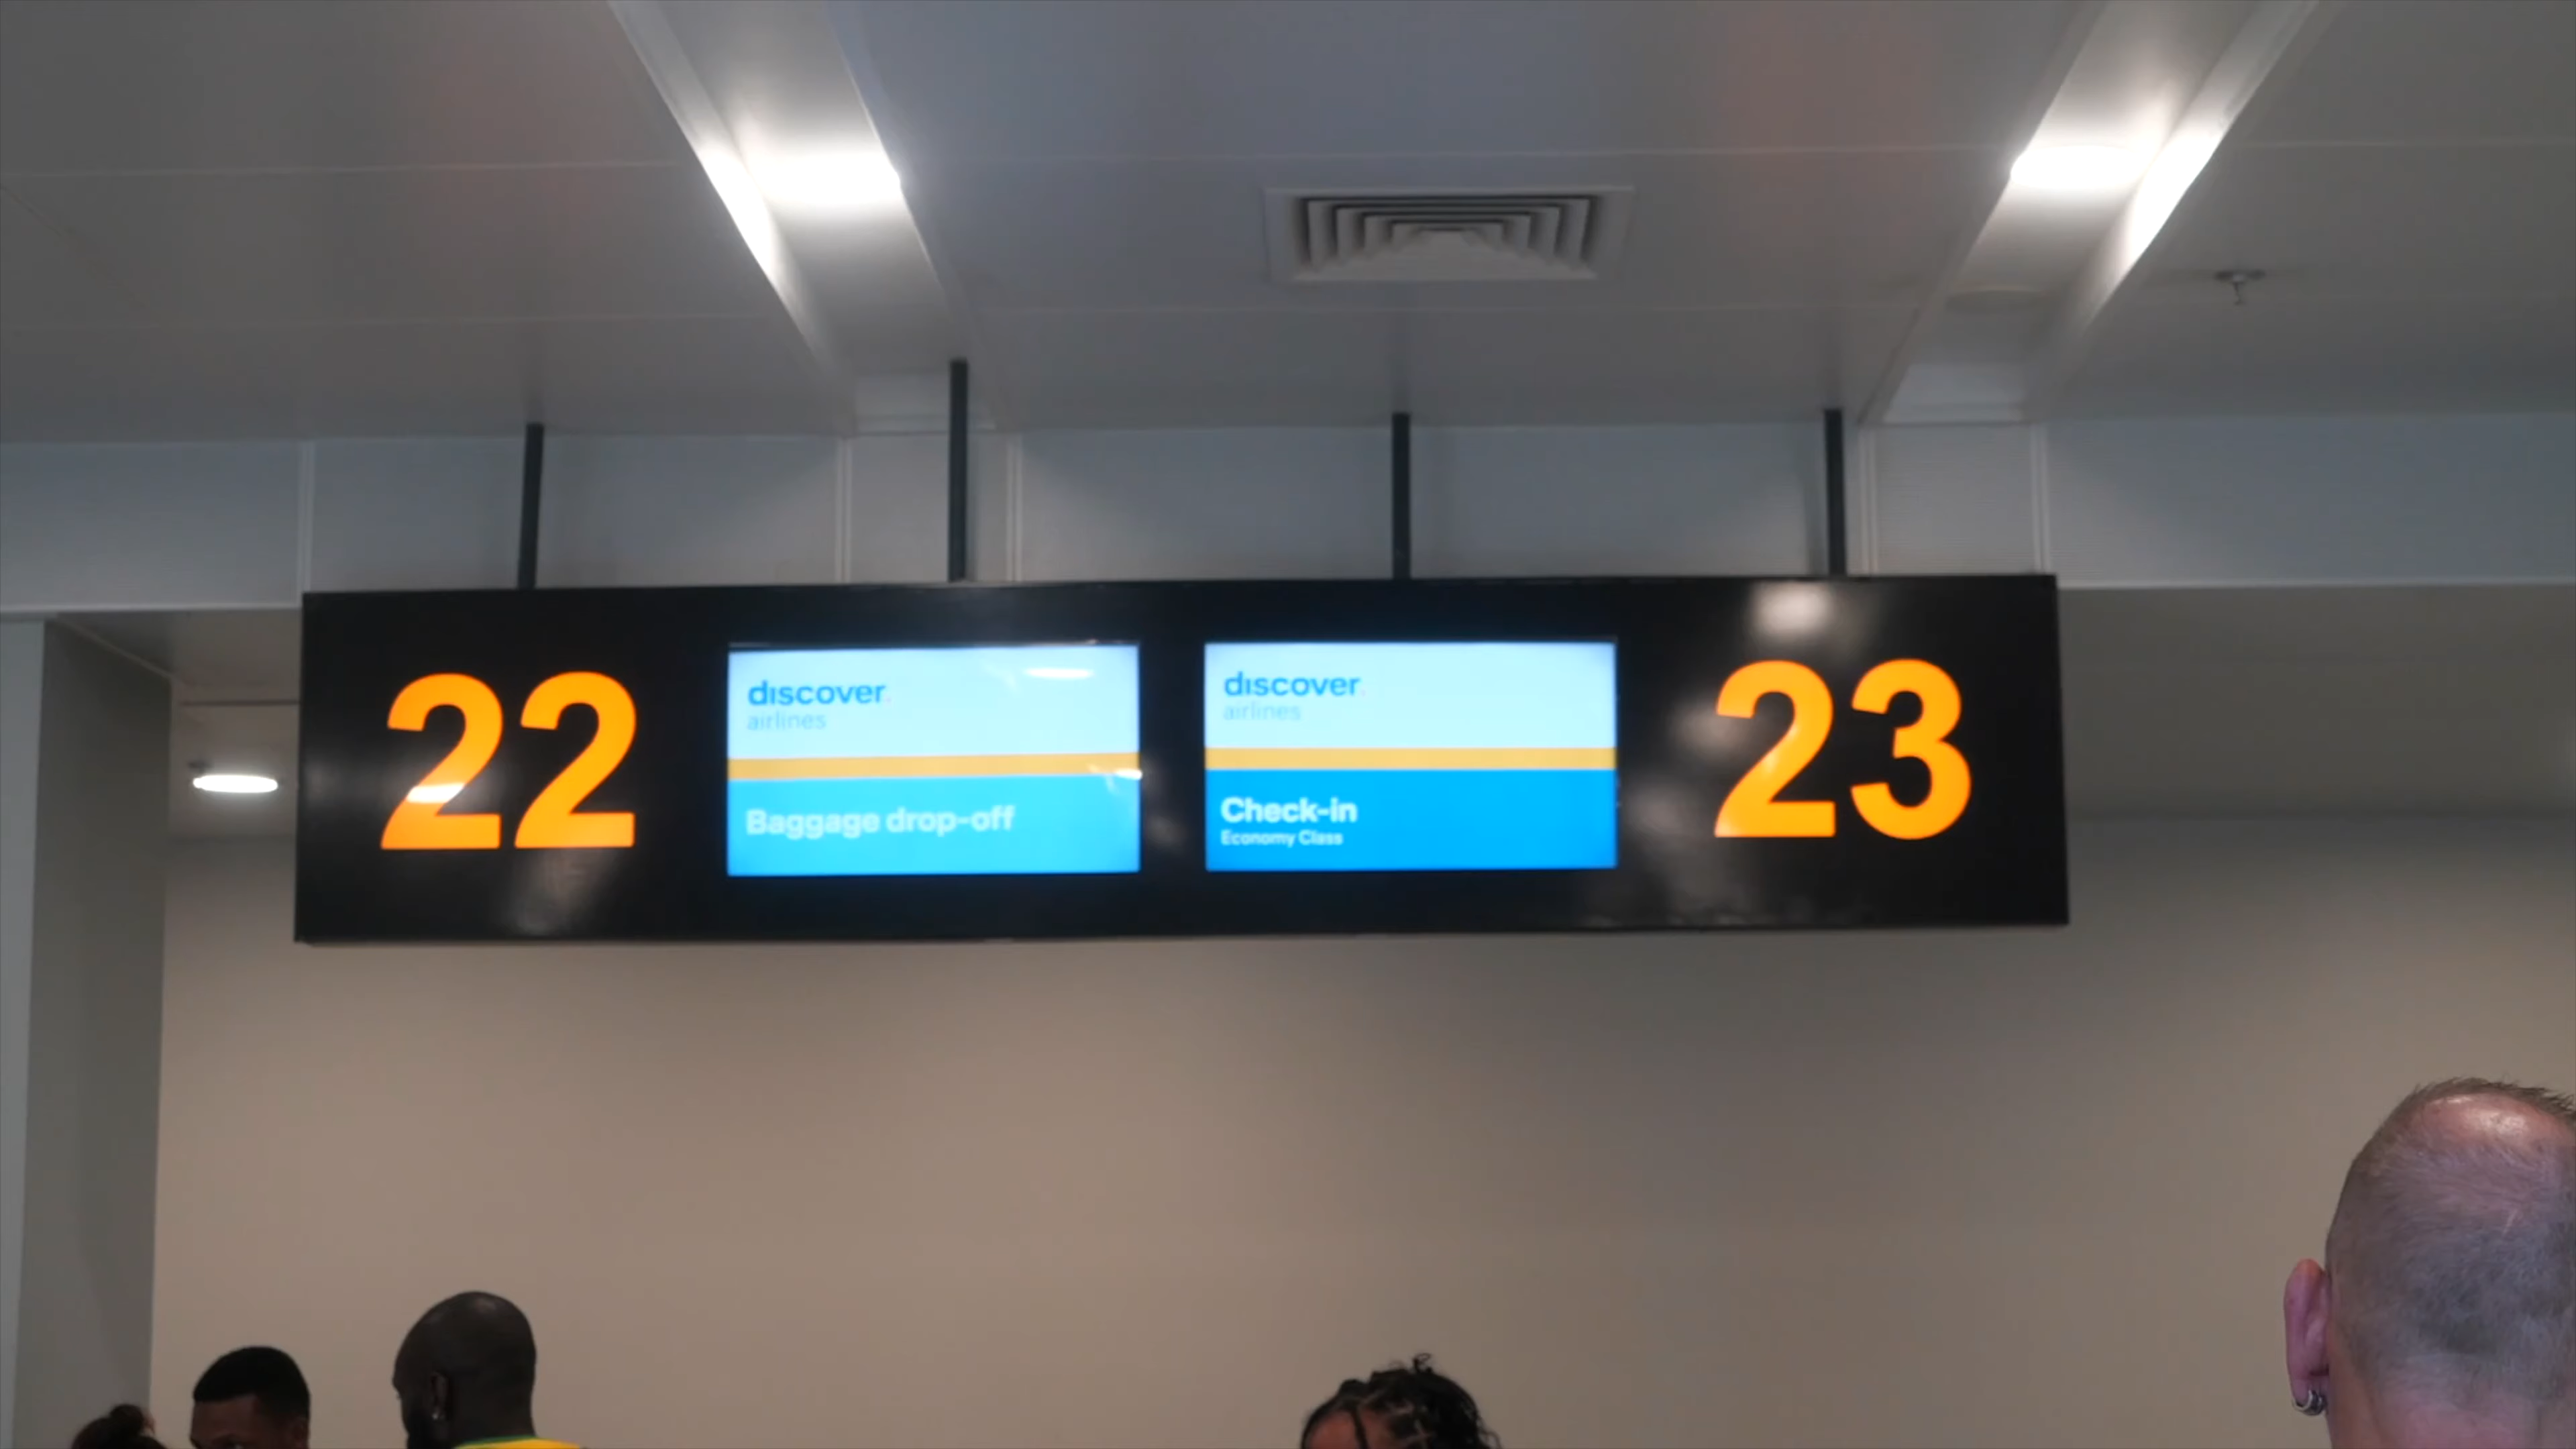 22
discover
airlines
Baggage drop-off
discover
airlines
Check-in
Economy Class
23